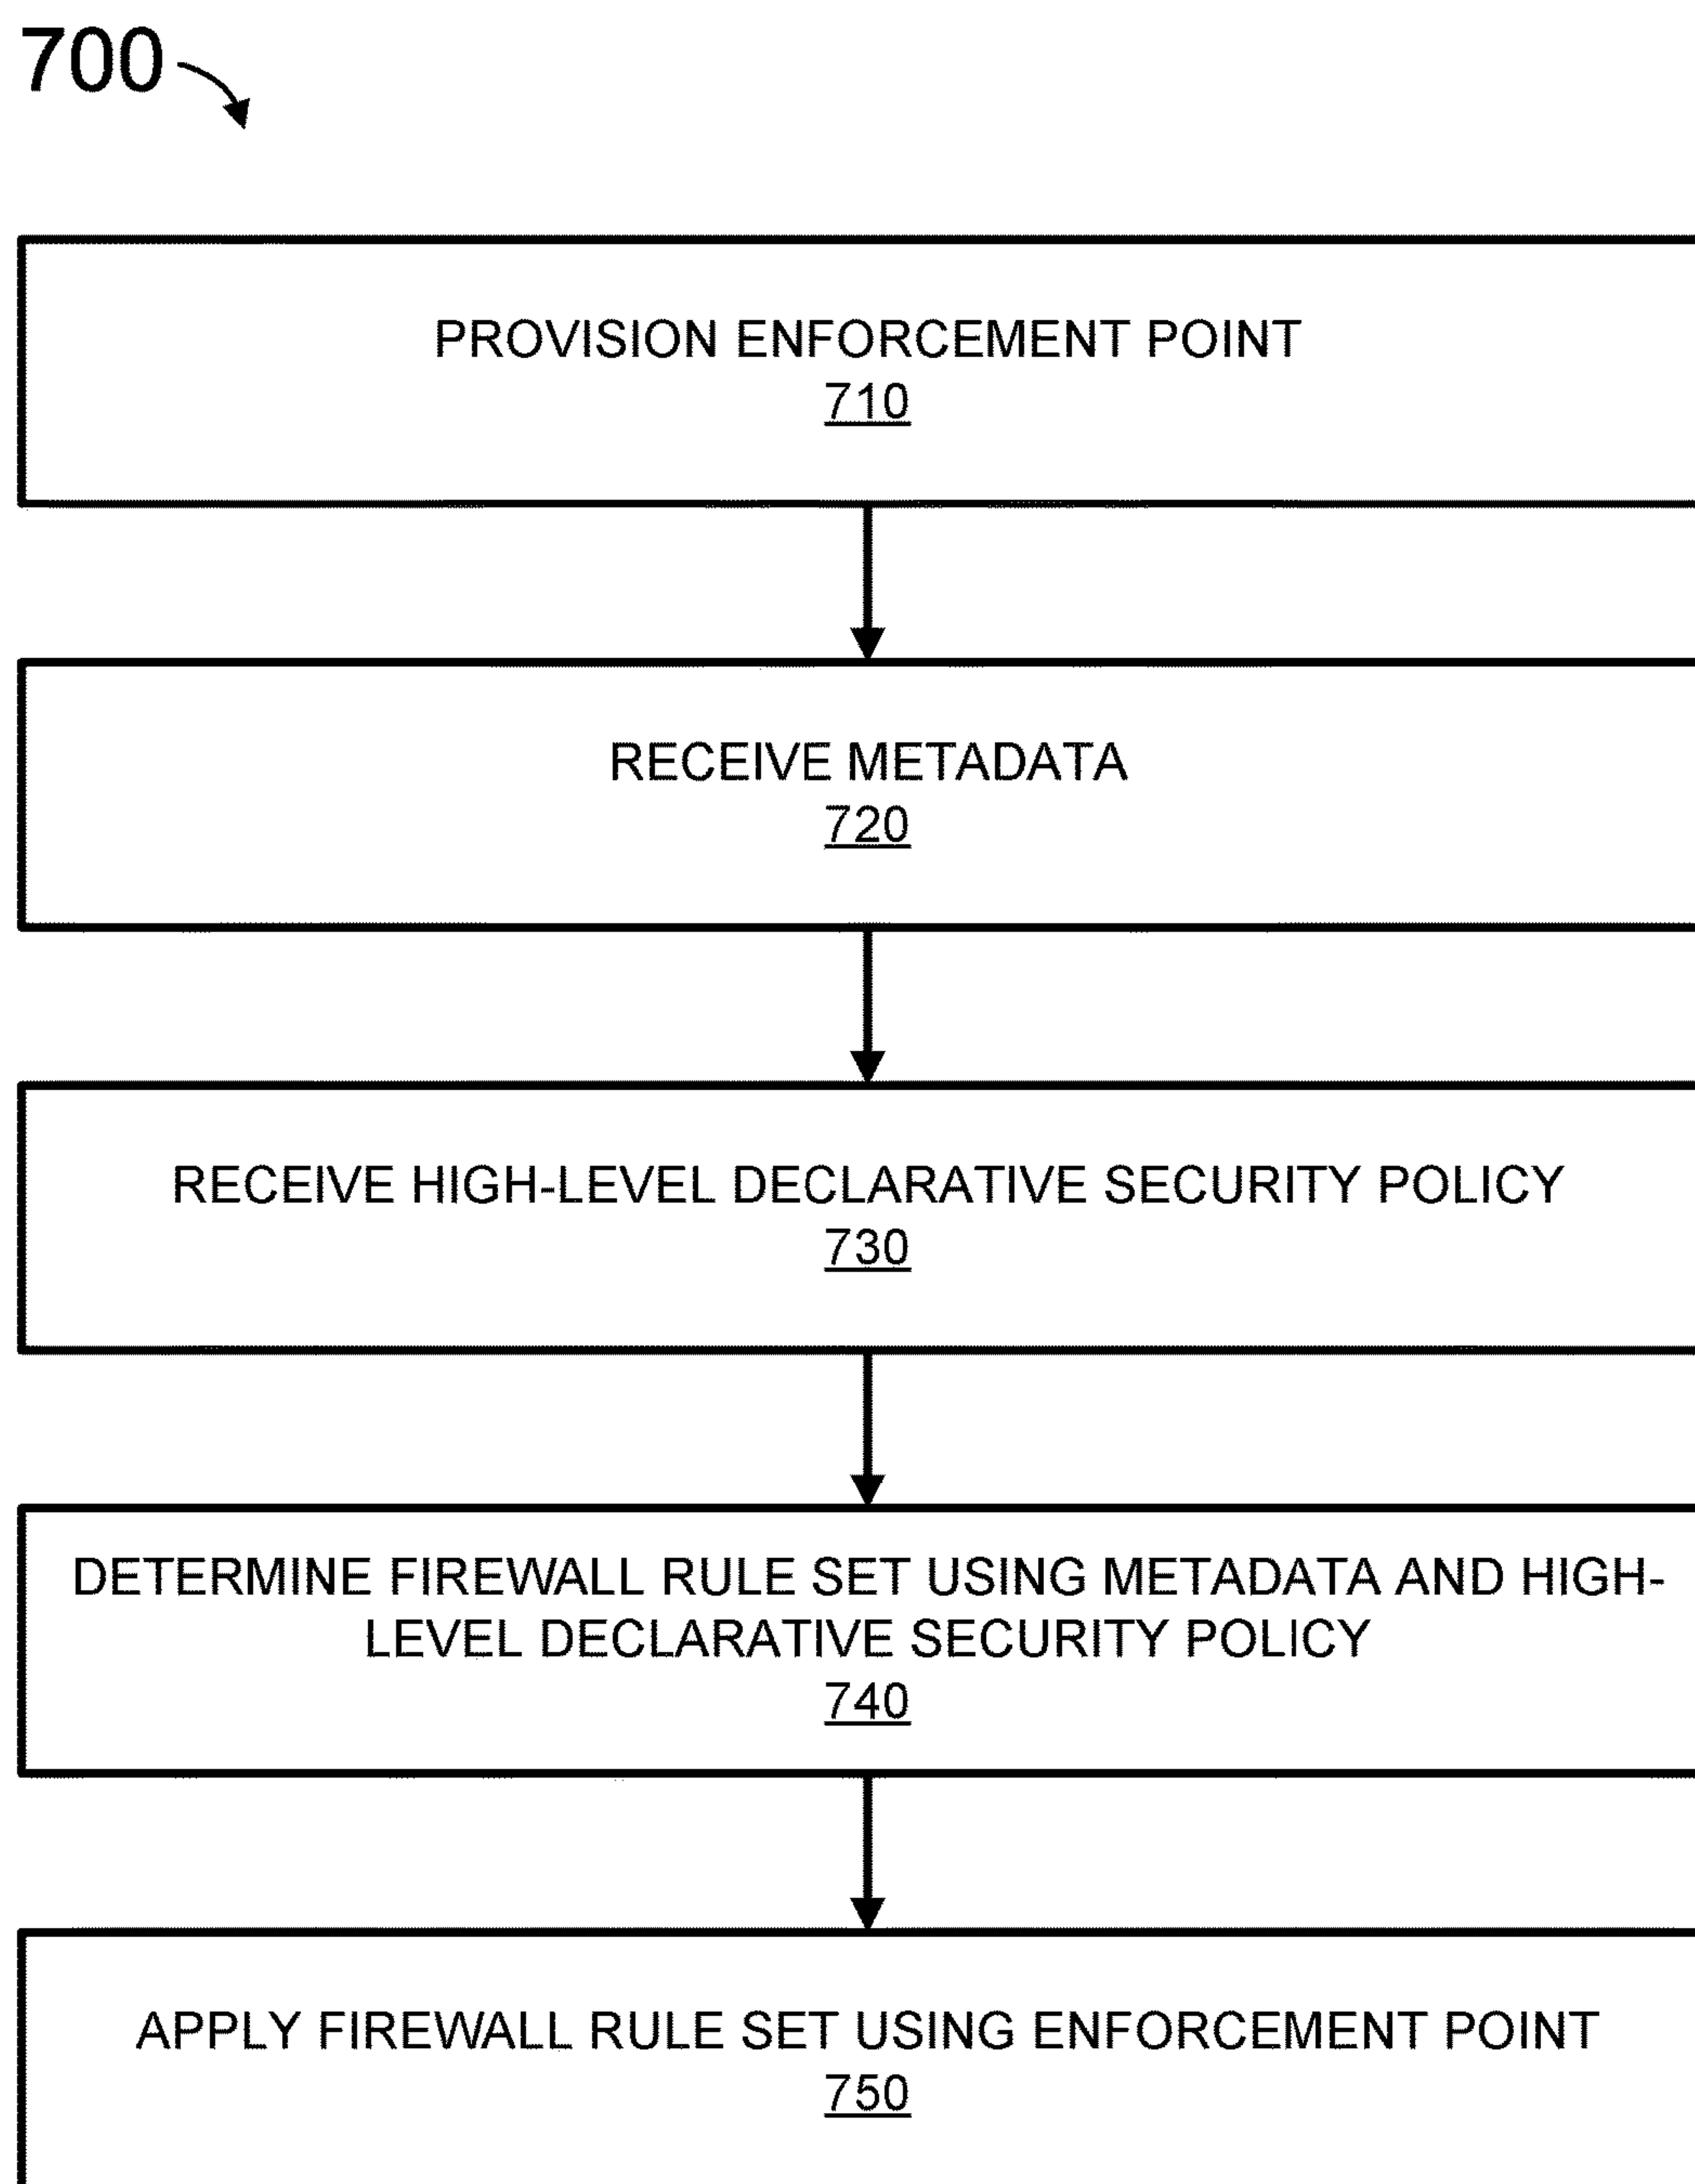 700
PROVISION ENFORCEMENT POINT
710
RECEIVE METADATA
720
RECEIVE HIGH-LEVEL DECLARATIVE SECURITY POLICY
730
DETERMINE FIREWALL RULE SET USING METADATA AND HIGH-
LEVEL DECLARATIVE SECURITY POLICY
740
APPLY FIREWALL RULE SET USING ENFORCEMENT POINT
750